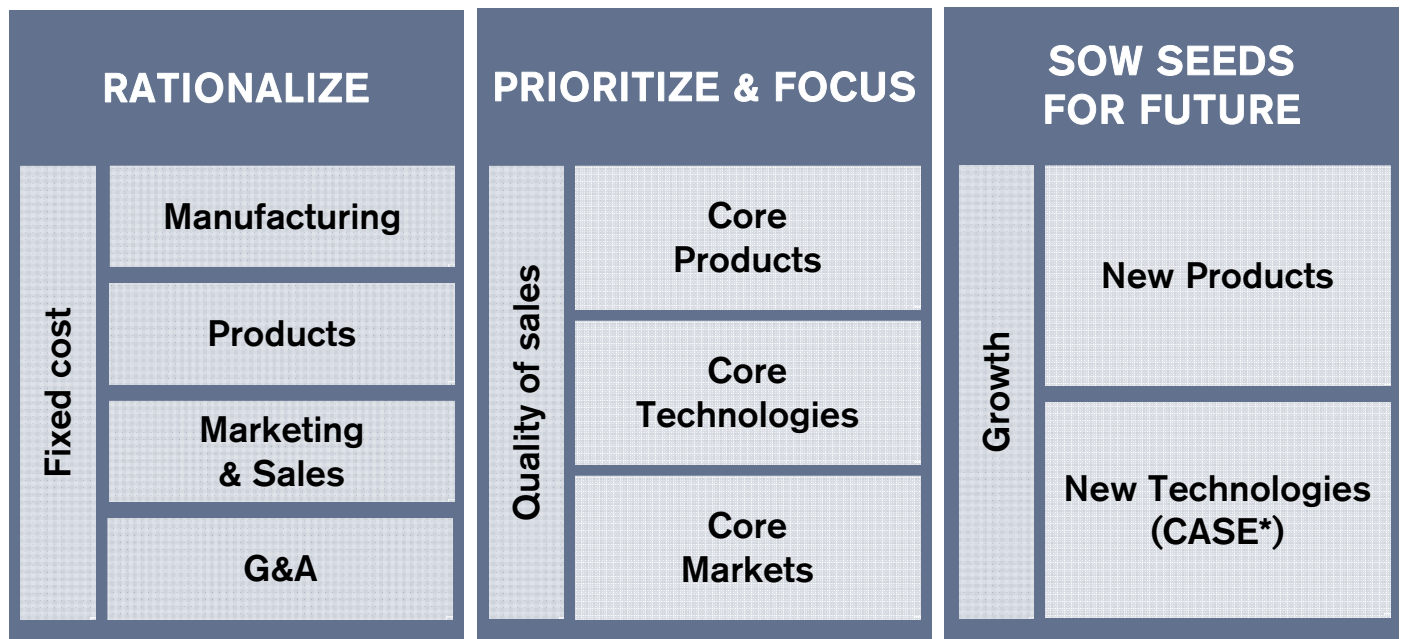 RATIONALIZE
Fixed cost
Manufacturing
Products
Marketing
& Sales
G&A
PRIORITIZE & FOCUS
Quality of sales
Core
Products
Core
Technologies
Core
Markets
SOW SEEDS
FOR FUTURE
Growth
New Products
New Technologies
(CASE*)